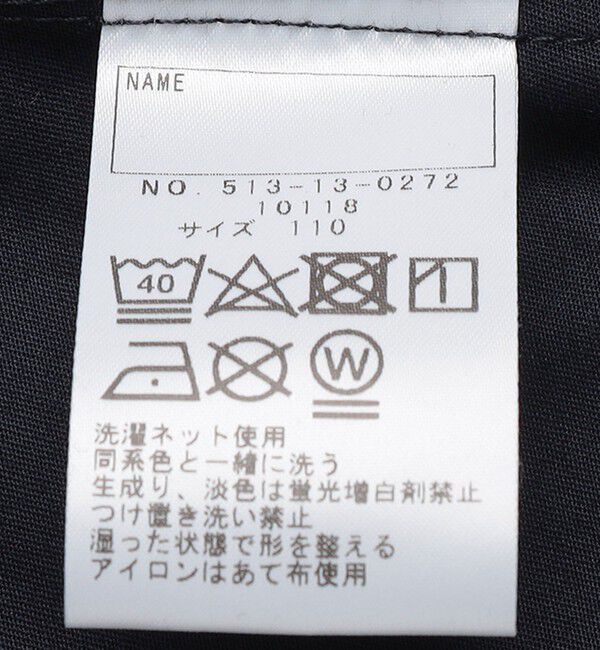 NAME
NO. 513-13-0272
10118
サイズ 110
40
W
洗濯ネット使用
同系色と一緒に洗う
生成り、淡色は蛍光増白剤禁止
つけ置き洗い禁止
湿った状態で形を整える
アイロンはあて布使用